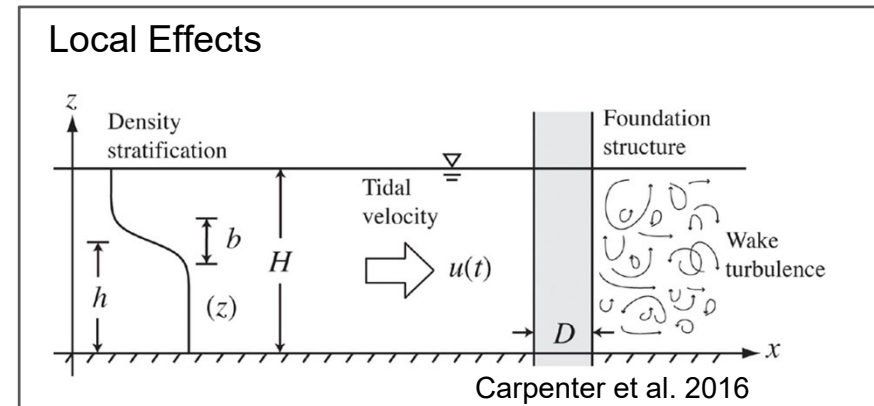 Local Effects
z
Density
stratification
Foundation
structure
Tidal
velocity
b
H
u(t)
Wake
turbulence
h
(z)
D
x
Carpenter et al. 2016